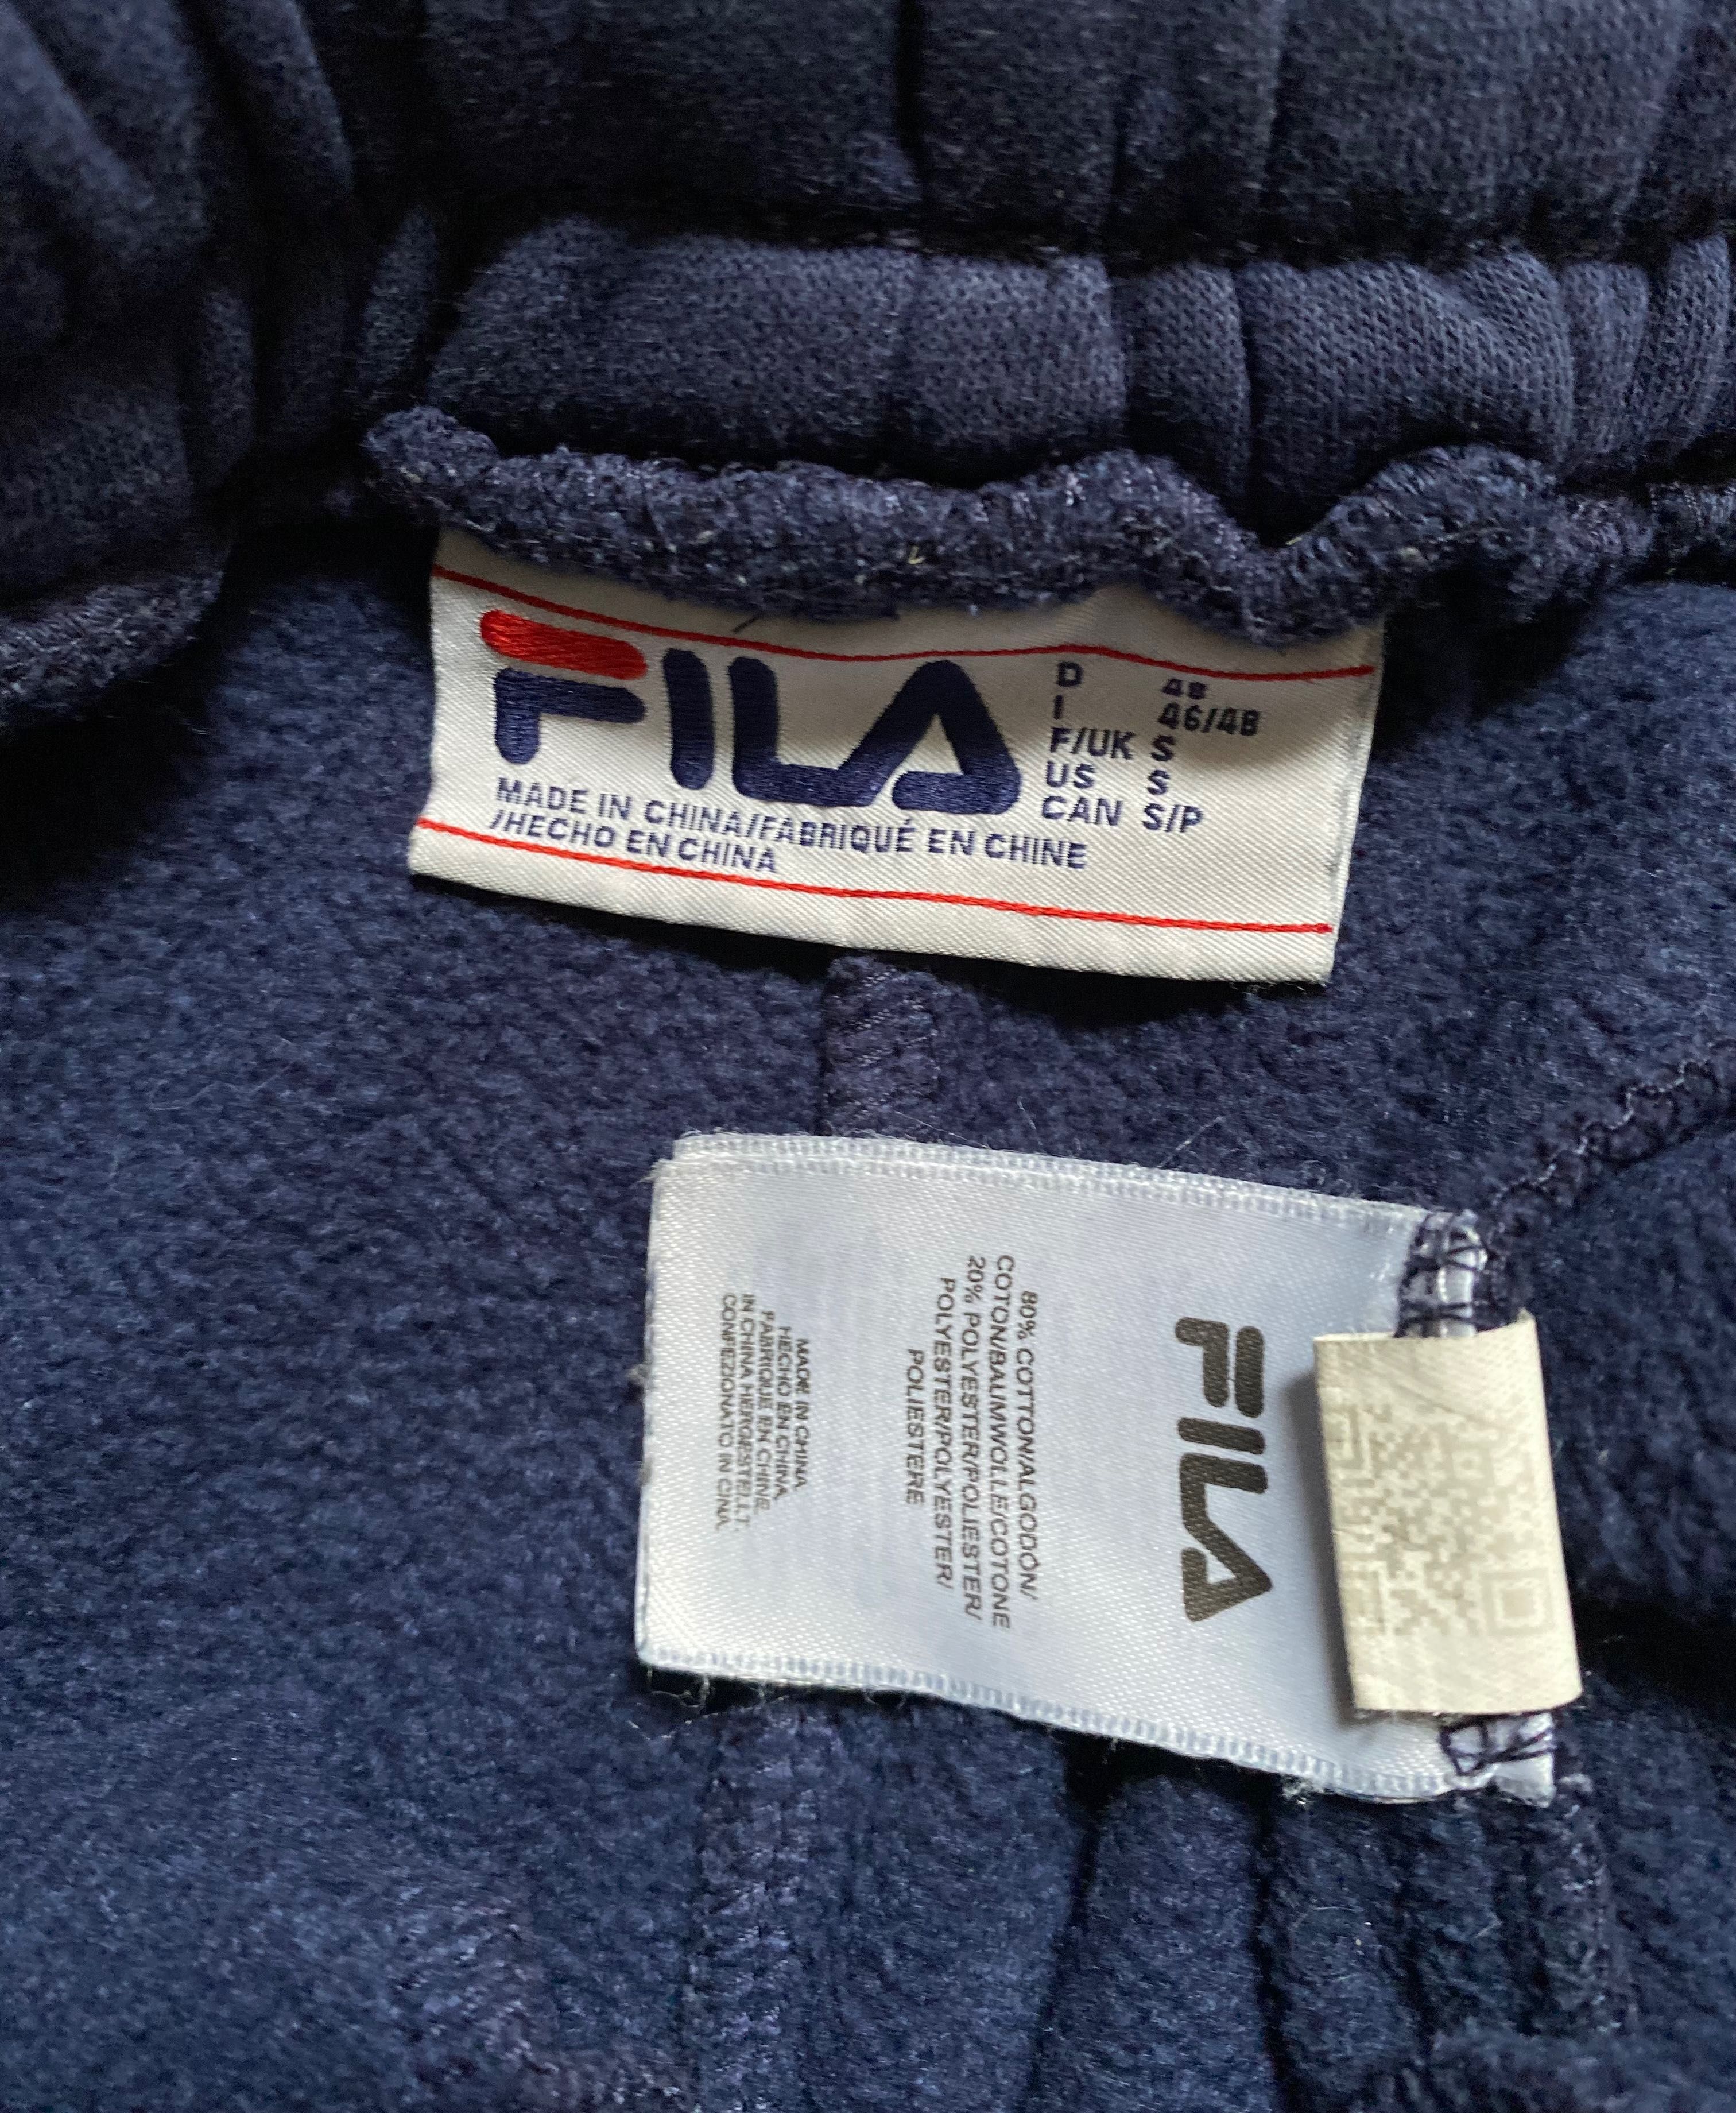 FILA
D 48
I 46/48
F/UK S
US S
CAN S/P
MADE IN CHINA/FABRIQUÉ EN CHINE
/HECHO EN CHINA
FILA
80% COTTON/ALGODÓN/
COTON/BAUMWOLLE/COTONE
20% POLYESTER/POLIESTER/
POLYESTER/POLYESTER/
POLIESTERE
MADE IN CHINA
HECHO EN CHINA
FABRIQUE EN CHINE
IN CHINA HERGESTELLT
CONFEZIONATO IN CINA